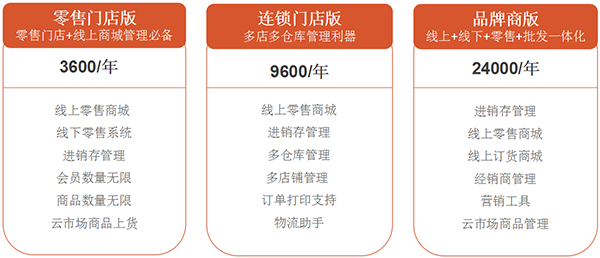 零售门店版
零售门店+线上商城管理必备
3600/年
线上零售商城
线下零售系统
进销存管理
会员数量无限
商品数量无限
云市场商品上货
连锁门店版
多店多仓库管理利器
9600/年
线上零售商城
进销存管理
多仓库管理
多店铺管理
订单打印支持
物流助手
品牌商版
线上+线下+零售+批发一体化
24000/年
进销存管理
线上零售商城
线上订货商城
经销商管理
营销工具
云市场商品管理